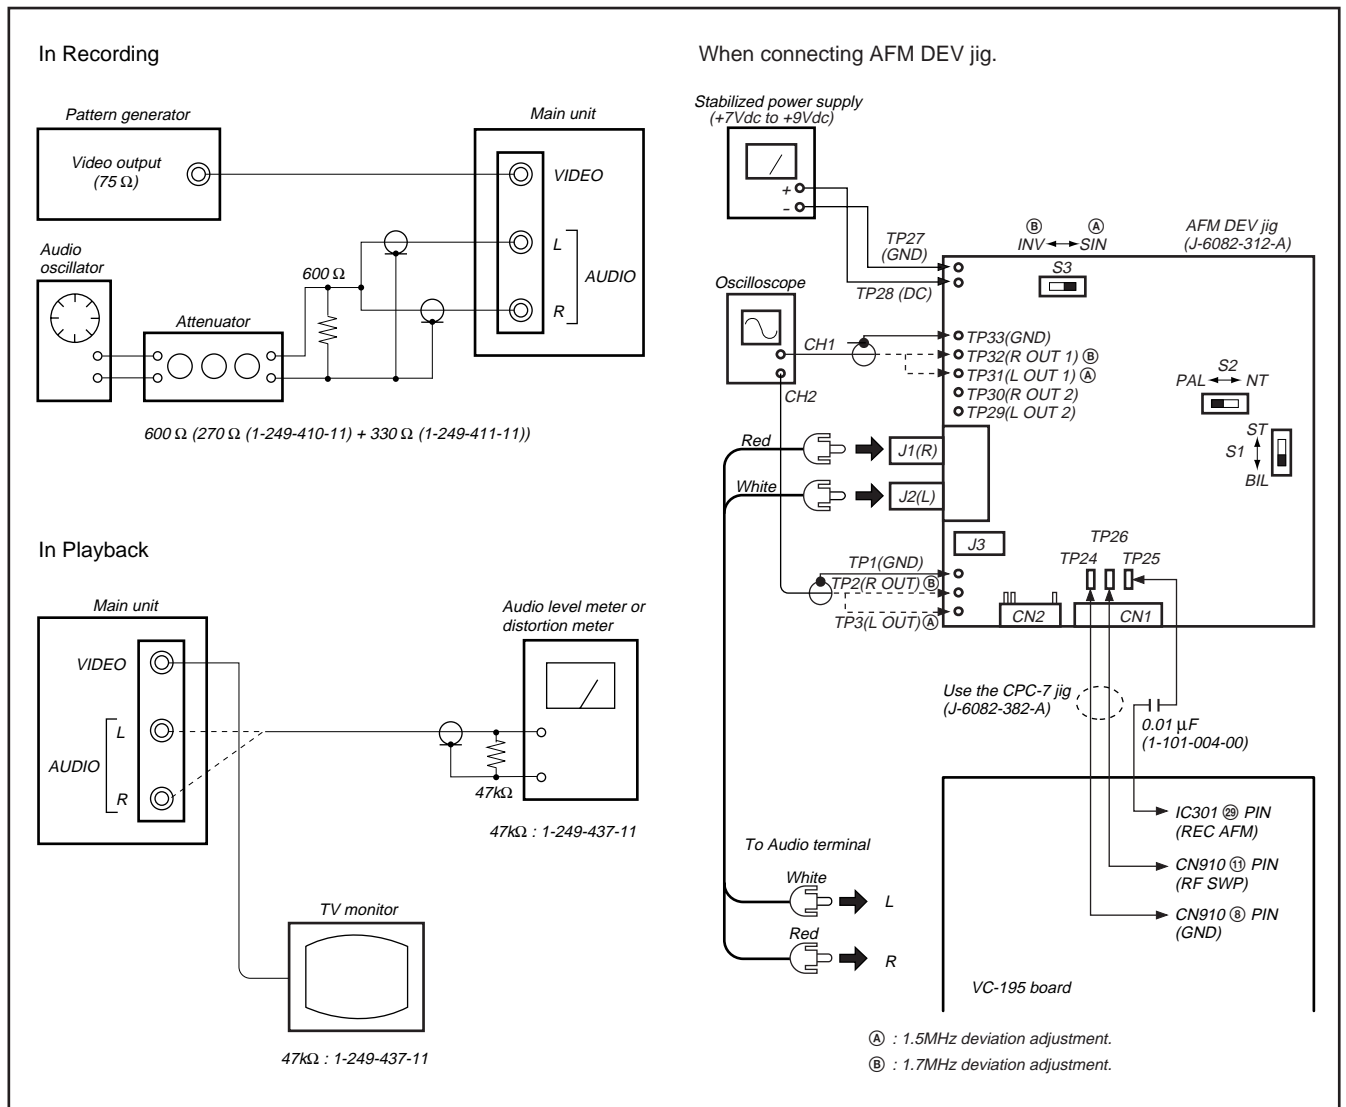 In Recording
Pattern generator
Video output
(75 Ω)
Main unit
VIDEO
L
AUDIO
R
Audio
oscillator
Attenuator
600 Ω
600 Ω (270 Ω (1-249-410-11) + 330 Ω (1-249-411-11))
In Playback
Main unit
VIDEO
L
AUDIO
R
Audio level meter or
distortion meter
47kΩ
47kΩ : 1-249-437-11
TV monitor
47kΩ : 1-249-437-11
When connecting AFM DEV jig.
Stabilized power supply
(+7Vdc to +9Vdc)
+
-
TP27
(GND)
TP28 (DC)
Ⓑ Ⓐ
INV SIN
S3
AFM DEV jig
(J-6082-312-A)
Oscilloscope
CH1
CH2
TP33(GND)
TP32(R OUT 1) Ⓑ
TP31(L OUT 1) Ⓐ
TP30(R OUT 2)
TP29(L OUT 2)
S2
PAL NT
ST
S1
BIL
Red
J1(R)
White
J2(L)
J3
TP1(GND)
TP2(R OUT) Ⓑ
TP3(L OUT) Ⓐ
TP26
TP24 TP25
CN2
CN1
Use the CPC-7 jig
(J-6082-382-A)
0.01 µF
(1-101-004-00)
IC301 ㉙ PIN
(REC AFM)
CN910 ⑪ PIN
(RF SWP)
CN910 ⑧ PIN
(GND)
VC-195 board
To Audio terminal
White
L
Red
R
Ⓐ : 1.5MHz deviation adjustment.
Ⓑ : 1.7MHz deviation adjustment.